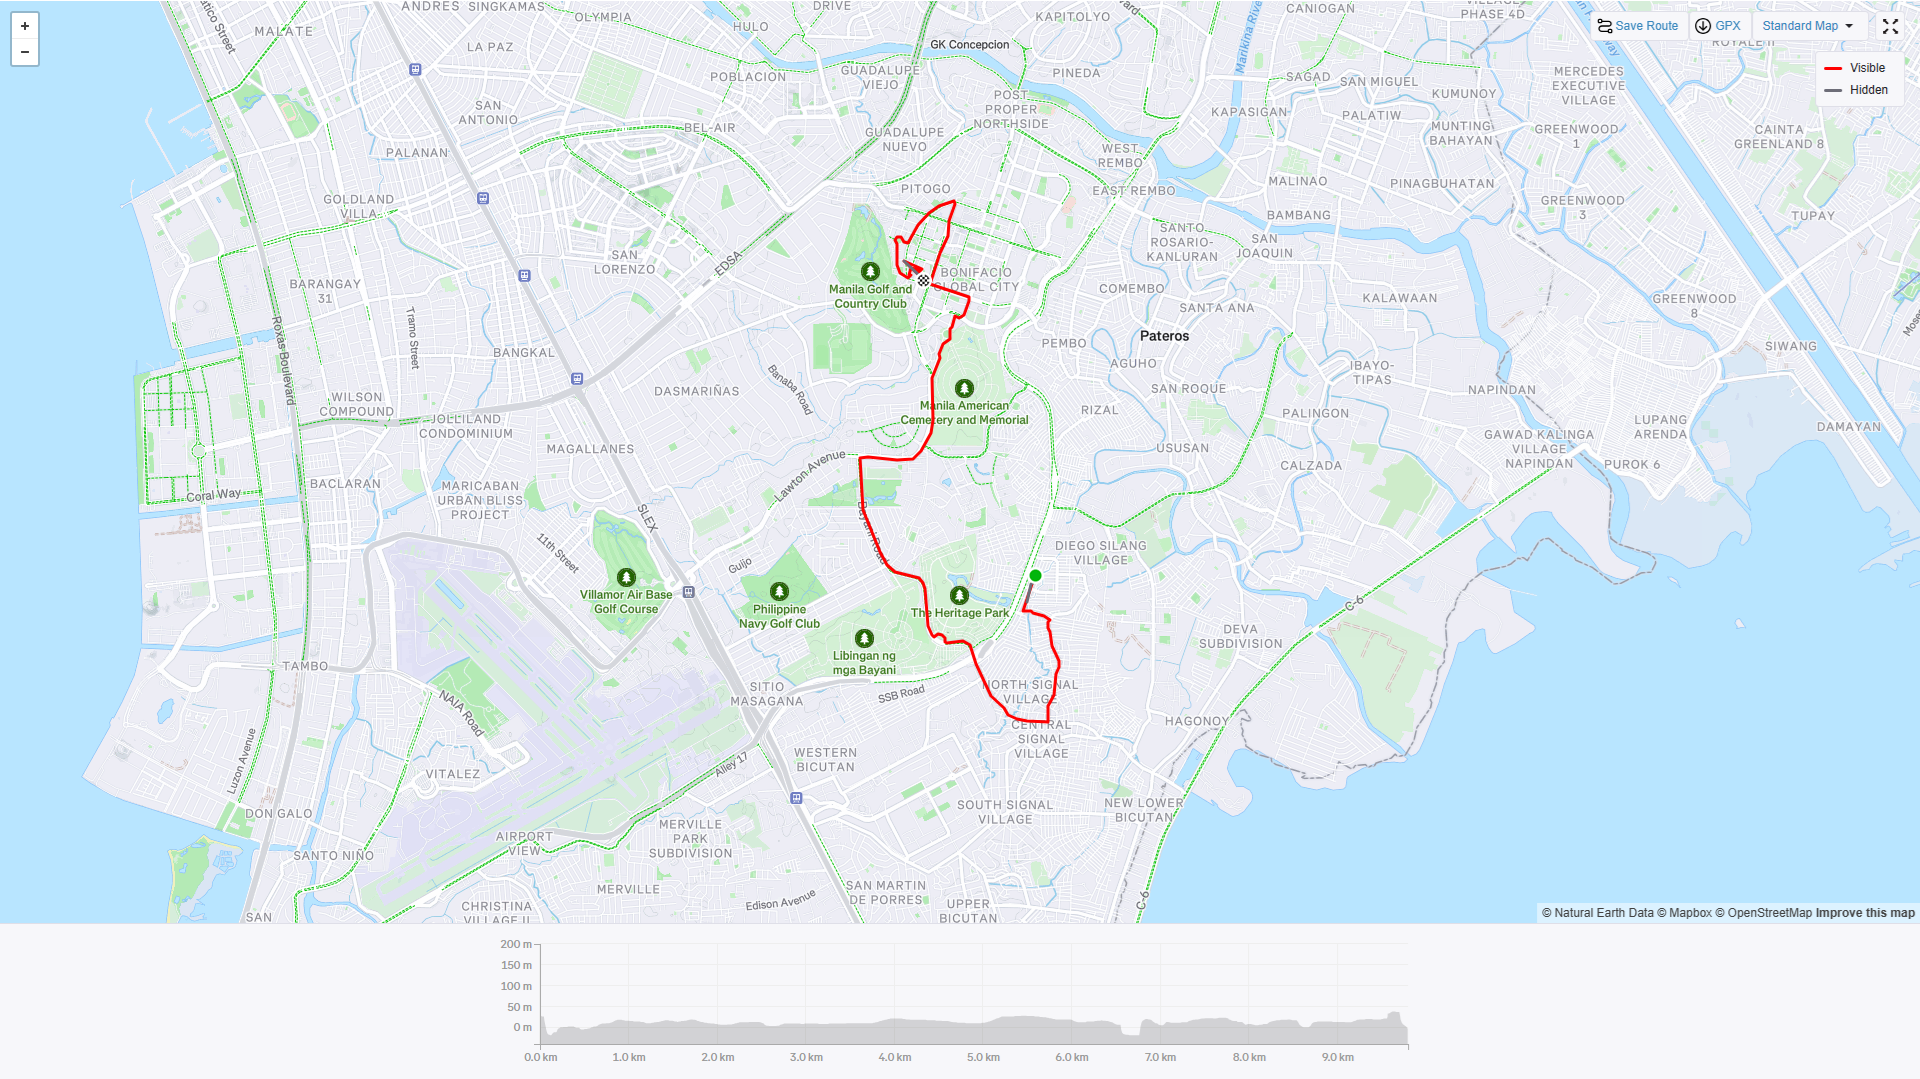 ANDRES
SINGKAMAS
OLYMPIA
HULO
DRIVE
KAPITOLYO
CANIOGAN
PHASE 4D
MALATE
LA PAZ
GK Concepcion
Marikina River
+
−
Save Route
GPX
Standard Map
Visible
Hidden
POBLACION
GUADALUPE
VIEJO
PINEDA
SAGAD
SAN MIGUEL
KUMUNOY
MERCEDES
EXECUTIVE
VILLAGE
SAN
ANTONIO
POST
PROPER
NORTHSIDE
KAPASIGAN
PALATIW
MUNTING
BAHAYAN
GREENWOOD
1
CAINTA
GREENLAND 8
BEL-AIR
GUADALUPE
NUEVO
PALANAN
WEST
REMBO
EAST REMBO
MALINAO
PINAGBUHATAN
PITOGO
GOLDLAND
VILLA
BAMBANG
GREENWOOD
3
TUPAY
SANTO
ROSARIO-
KANLURAN
SAN
JOAQUIN
SAN
LORENZO
EDSA
BARANGAY
31
Manila Golf and
Country Club
BONIFACIO
GLOBAL CITY
COMEMBO
SANTA ANA
KALAWAAN
GREENWOOD
8
Tramo Street
Roxas Boulevard
Pateros
PEMBO
AGUHO
SIWANG
BANGKAL
DASMARIÑAS
Banaba Road
SAN ROQUE
IBAYO-
TIPAS
NAPINDAN
WILSON
COMPOUND
JOLLILAND
CONDOMINIUM
Manila American
Cemetery and Memorial
RIZAL
PALINGON
LUPANG
ARENDA
DAMAYAN
MAGALLANES
USUSAN
CALZADA
GAWAD KALINGA
VILLAGE
NAPINDAN
PUROK 6
Lawton Avenue
BACLARAN
Coral Way
MARICABAN
URBAN BLISS
PROJECT
SLEX
Bayani Road
11th Street
Guijo
DIEGO SILANG
VILLAGE
Villamor Air Base
Golf Course
Philippine
Navy Golf Club
The Heritage Park
C-6
DEVA
SUBDIVISION
Libingan ng
mga Bayani
TAMBO
SITIO
MASAGANA
SSB Road
NORTH SIGNAL
VILLAGE
NAIA Road
CENTRAL
SIGNAL
VILLAGE
HAGONOY
Luzon Avenue
VITALEZ
Alley 17
WESTERN
BICUTAN
DON GALO
SOUTH SIGNAL
VILLAGE
NEW LOWER
BICUTAN
AIRPORT
VIEW
MERVILLE
PARK
SUBDIVISION
SANTO NIÑO
MERVILLE
Edison Avenue
SAN MARTIN
DE PORRES
UPPER
BICUTAN
C-6
SAN
CHRISTINA
VILLAGE II
© Natural Earth Data © Mapbox © OpenStreetMap Improve this map
200 m
150 m
100 m
50 m
0 m
0.0 km
1.0 km
2.0 km
3.0 km
4.0 km
5.0 km
6.0 km
7.0 km
8.0 km
9.0 km